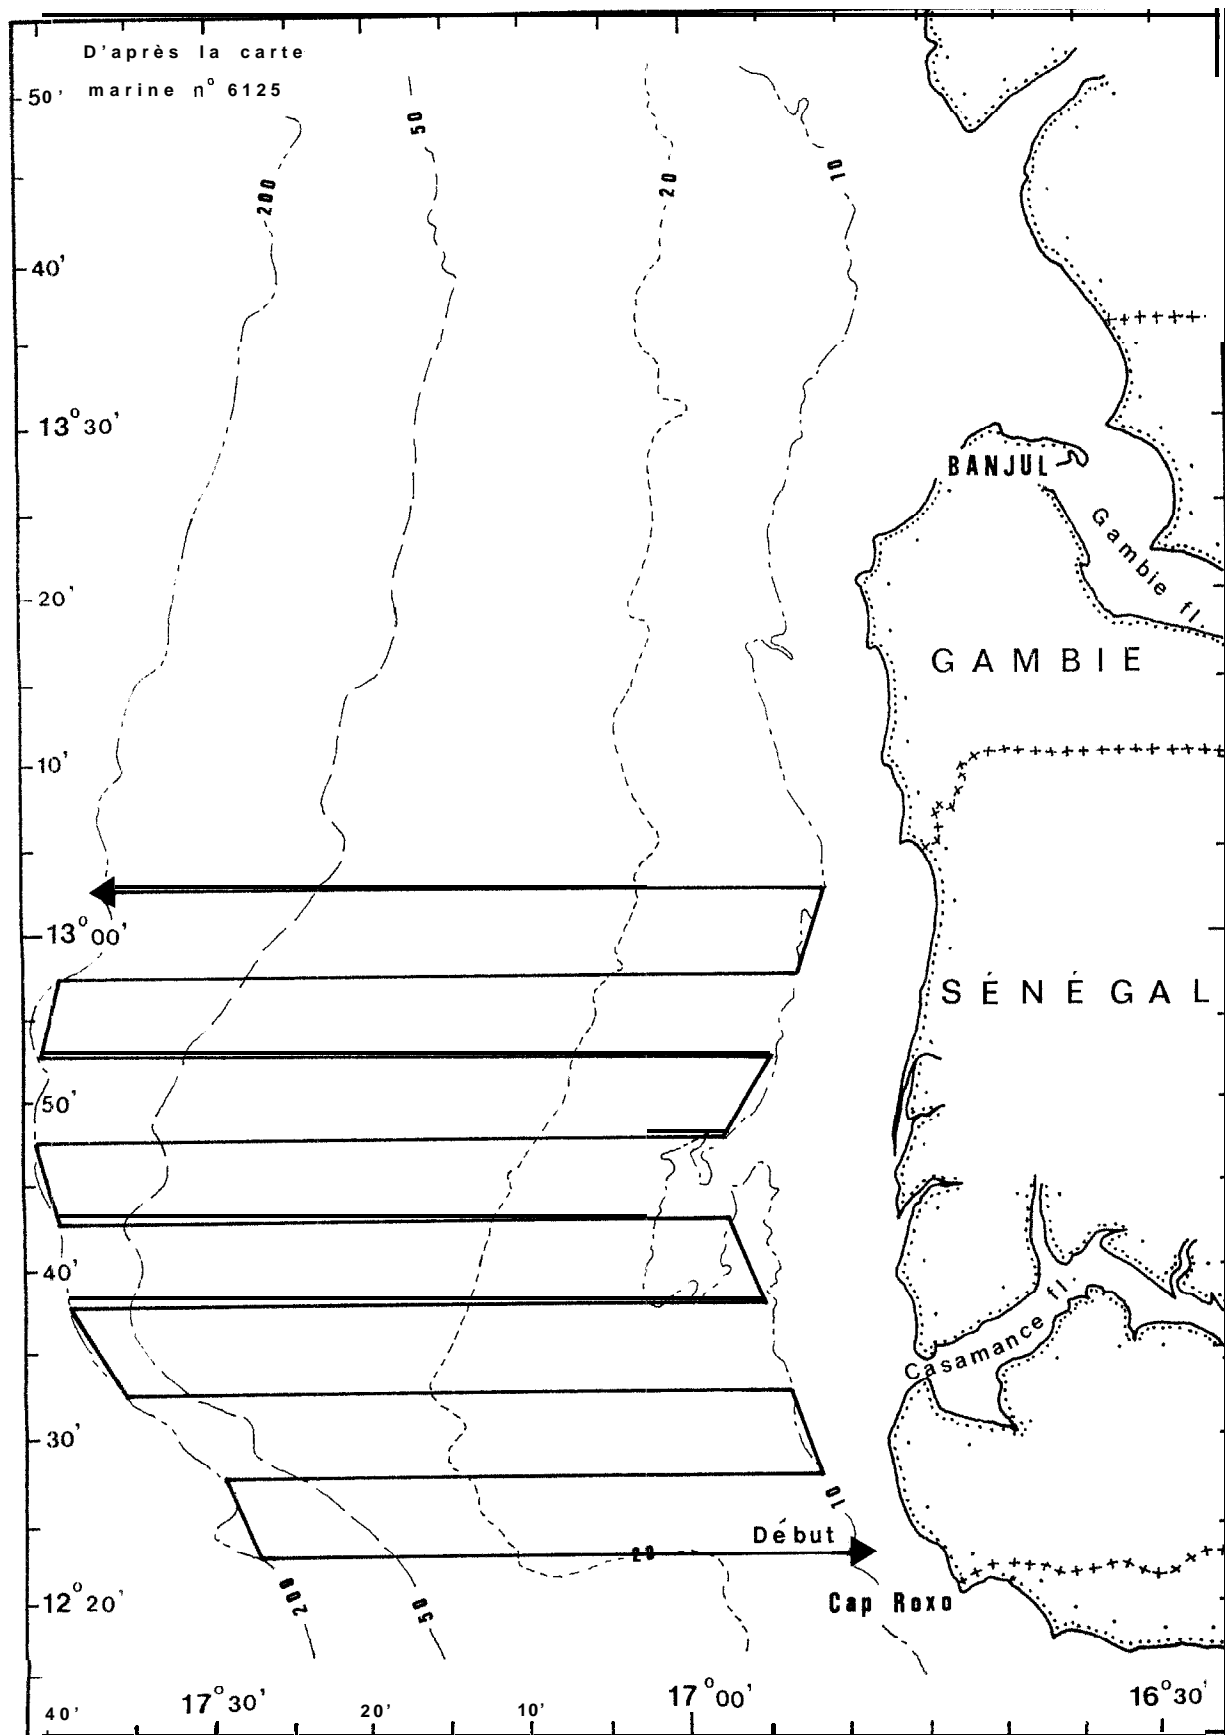 D'après la carte
marine n° 6125
50'
50
10
20
200
40'
13°30'
BANJUL
Gambie fl.
20'
GAMBIE
10'
13°00'
SÉNÉGAL
50'
40'
Casamance fl.
30'
10
Début
20
12°20'
200
50
Cap Roxo
40'
17°30'
20'
10'
17°00'
16°30'